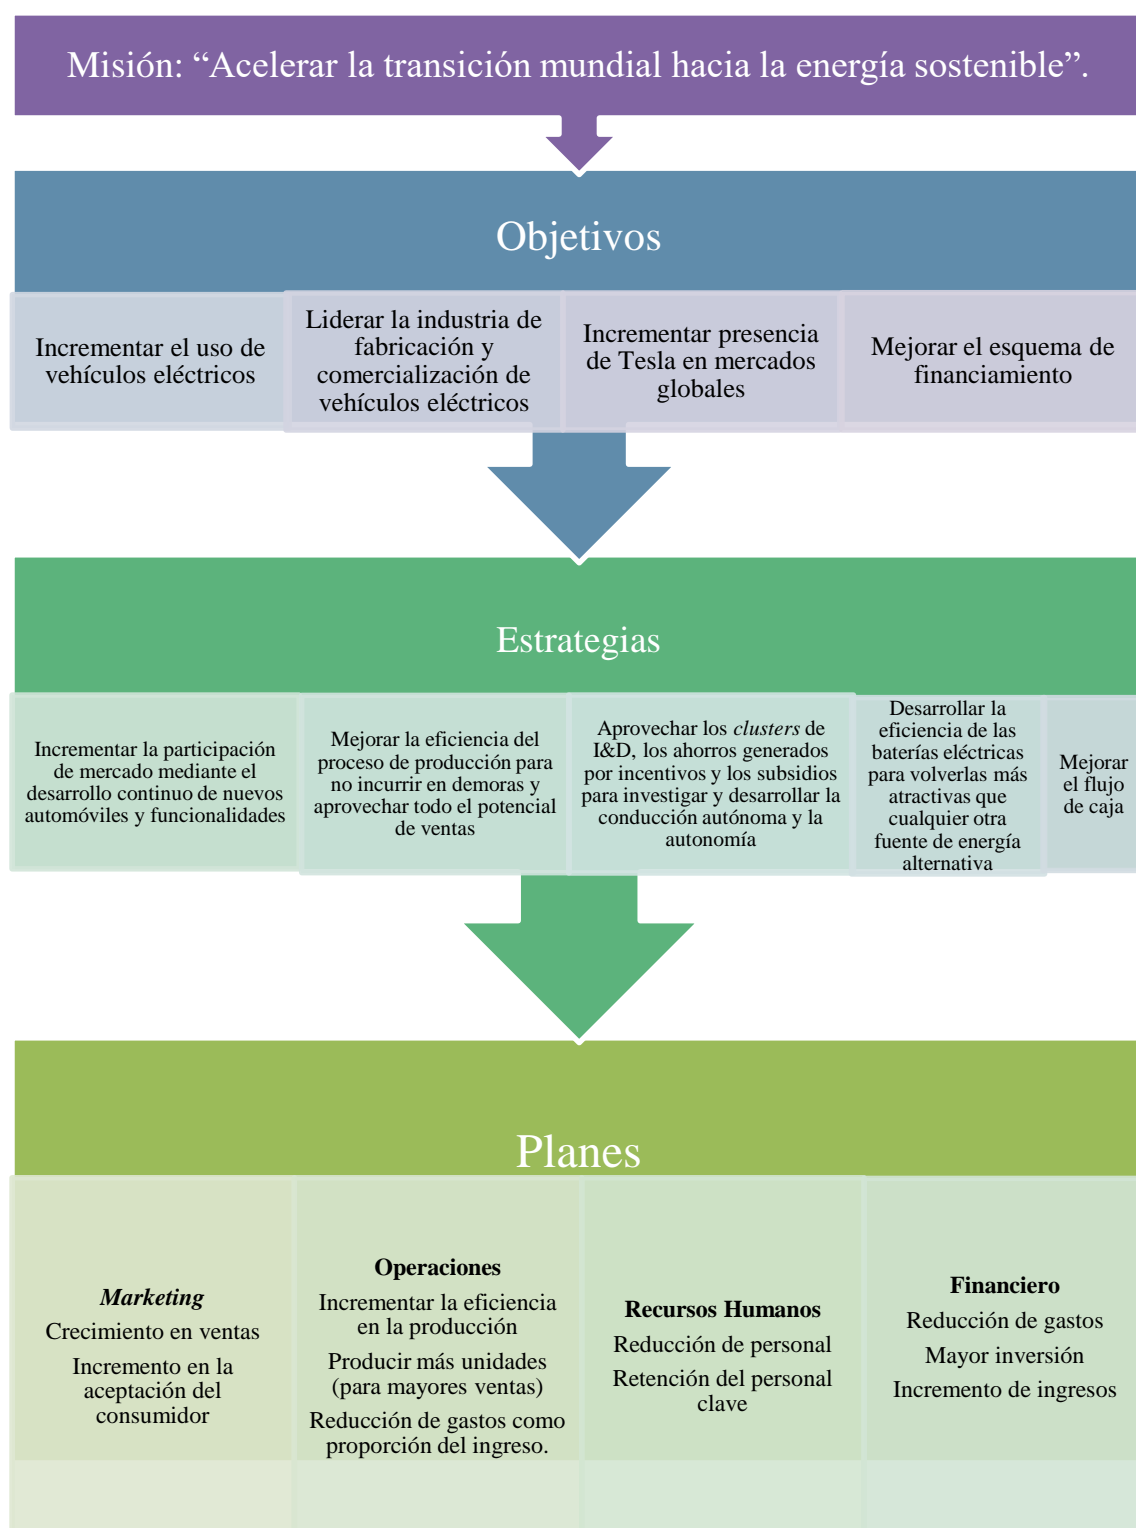 Misión: “Acelerar la transición mundial hacia la energía sostenible”.
Objetivos
Incrementar el uso de
vehículos eléctricos
Liderar la industria de
fabricación y
comercialización de
vehículos eléctricos
Incrementar presencia
de Tesla en mercados
globales
Mejorar el esquema de
financiamiento
Estrategias
Incrementar la participación
de mercado mediante el
desarrollo continuo de nuevos
automóviles y funcionalidades
Mejorar la eficiencia del
proceso de producción para
no incurrir en demoras y
aprovechar todo el potencial
de ventas
Aprovechar los clusters de
I&D, los ahorros generados
por incentivos y los subsidios
para investigar y desarrollar la
conducción autónoma y la
autonomía
Desarrollar la
eficiencia de las
baterías eléctricas
para volverlas más
atractivas que
cualquier otra
fuente de energía
alternativa
Mejorar
el flujo
de caja
Planes
Marketing
Crecimiento en ventas
Incremento en la
aceptación del
consumidor
Operaciones
Incrementar la eficiencia
en la producción
Producir más unidades
(para mayores ventas)
Reducción de gastos como
proporción del ingreso.
Recursos Humanos
Reducción de personal
Retención del personal
clave
Financiero
Reducción de gastos
Mayor inversión
Incremento de ingresos